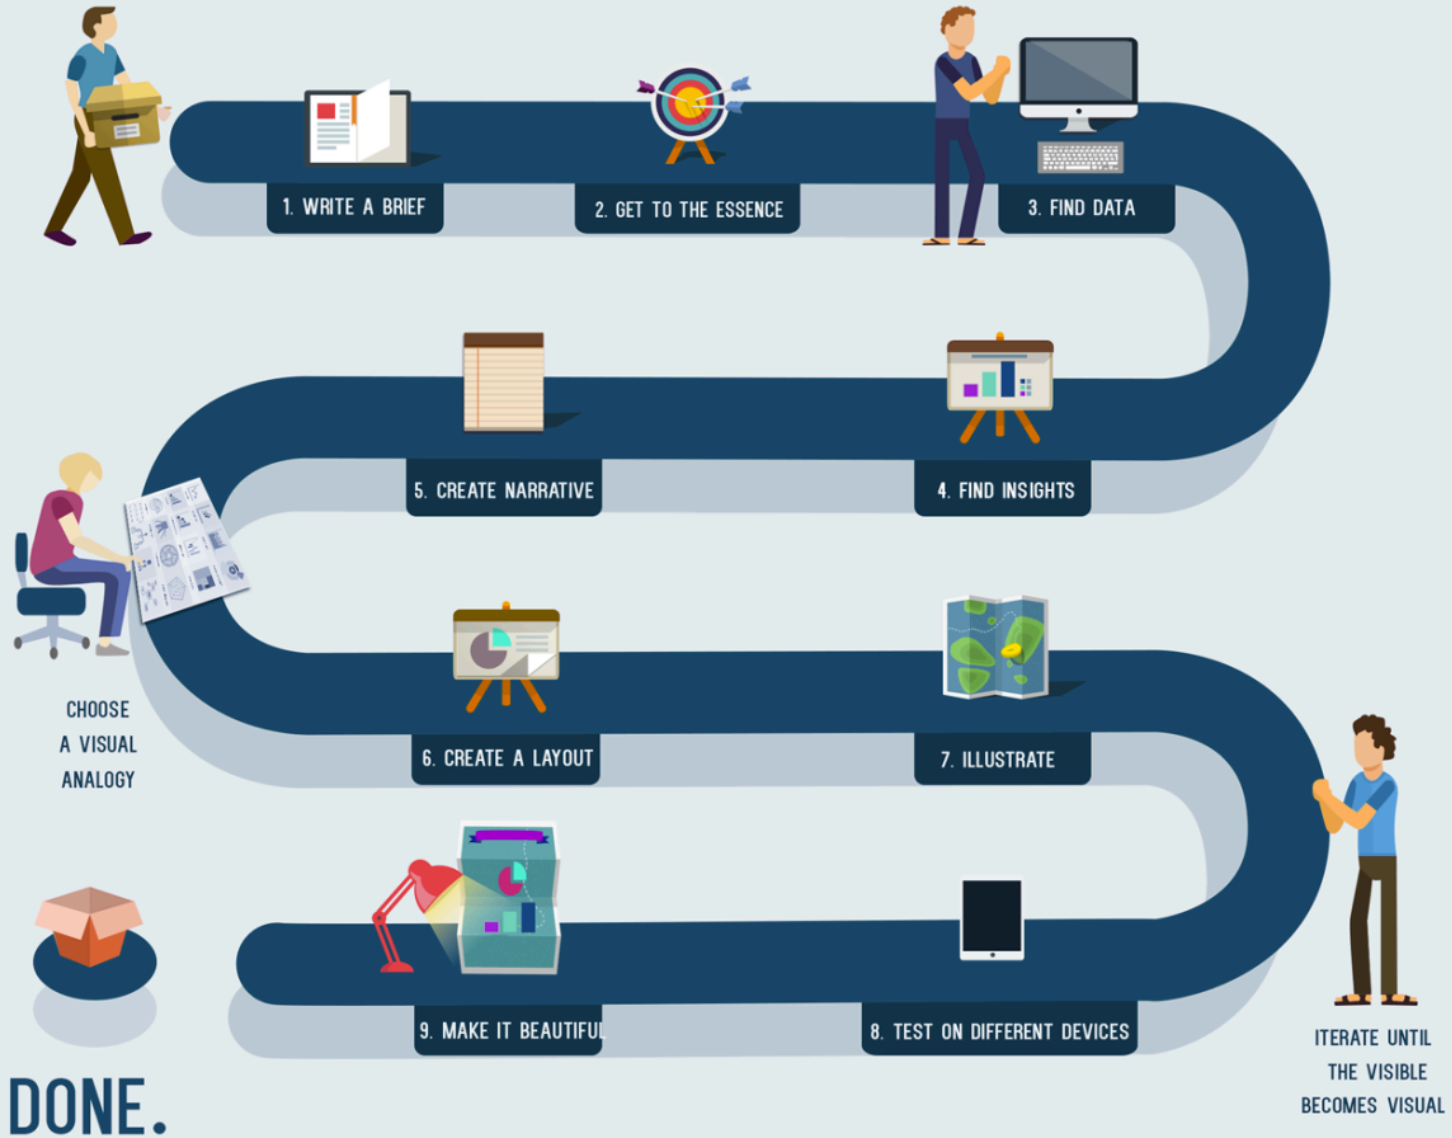 1. WRITE A BRIEF
2. GET TO THE ESSENCE
3. FIND DATA
4. FIND INSIGHTS
5. CREATE NARRATIVE
CHOOSE
A VISUAL
ANALOGY
6. CREATE A LAYOUT
7. ILLUSTRATE
ITERATE UNTIL
THE VISIBLE
BECOMES VISUAL
8. TEST ON DIFFERENT DEVICES
9. MAKE IT BEAUTIFUL
DONE.